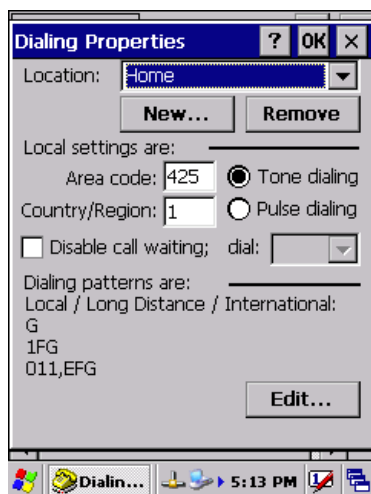 Dialing Properties ? OK ×
Location: Home
New... Remove
Local settings are:
Area code: 425 Tone dialing
Country/Region: 1 Pulse dialing
Disable call waiting; dial:
Dialing patterns are:
Local / Long Distance / International:
G
1FG
011,EFG
Edit...
Dialin... 5:13 PM